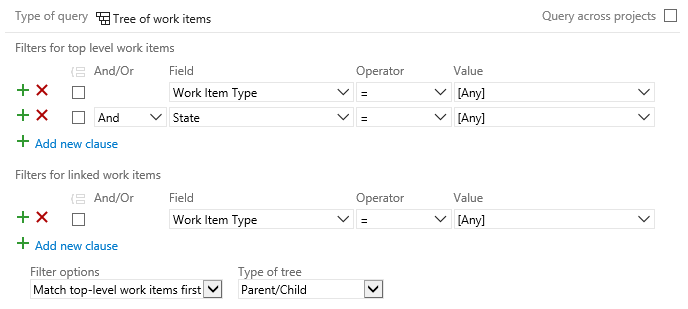 Type of query Tree of work items Query across projects
Filters for top level work items
And/Or Field Operator Value
Work Item Type = [Any]
And State = [Any]
Add new clause
Filters for linked work items
And/Or Field Operator Value
Work Item Type = [Any]
Add new clause
Filter options Type of tree
Match top-level work items first Parent/Child